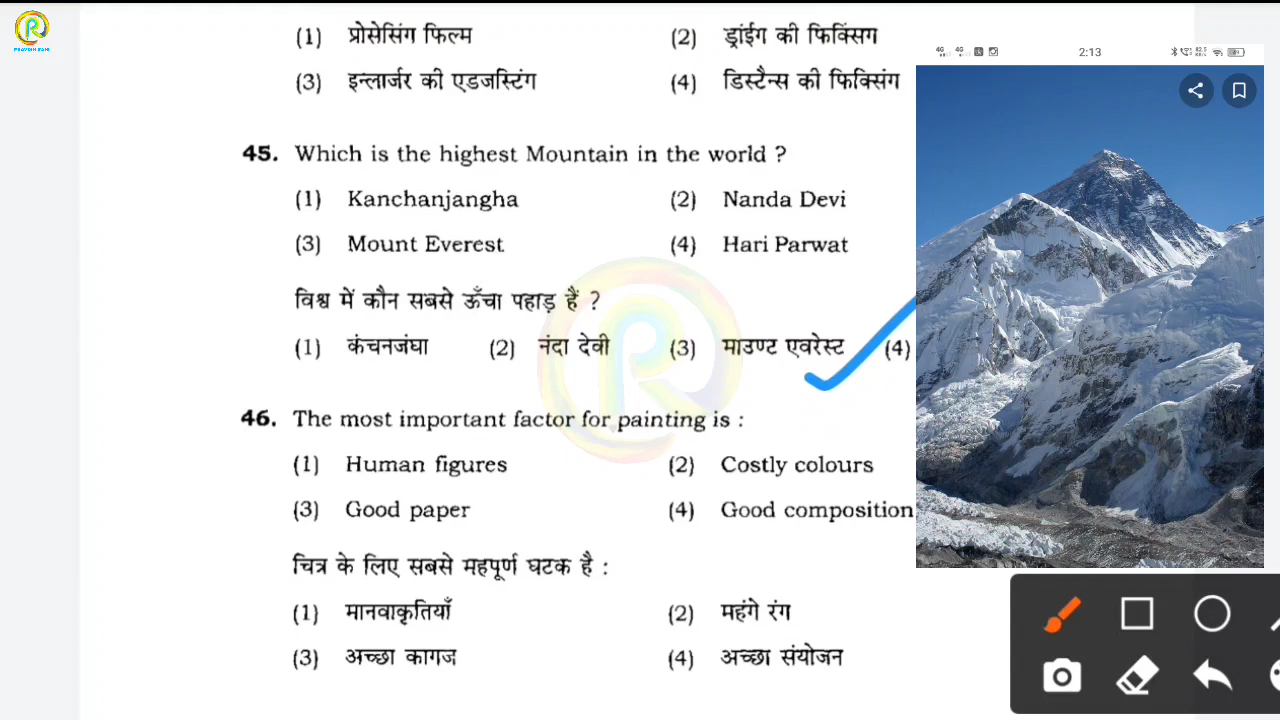 (1) प्रोसेसिंग फिल्म (2) ड्रांईग की फिक्सिंग
(3) इन्लार्जर की एडजस्टिंग (4) डिस्टैन्स की फिक्सिंग
45. Which is the highest Mountain in the world ?
(1) Kanchanjangha (2) Nanda Devi
(3) Mount Everest (4) Hari Parwat
विश्व में कौन सबसे ऊँचा पहाड़ हैं ?
(1) कंचनजंघा (2) नंदा देवी (3) माउण्ट एवरेस्ट (4)
46. The most important factor for painting is :
(1) Human figures (2) Costly colours
(3) Good paper (4) Good composition
चित्र के लिए सबसे महपूर्ण घटक है :
(1) मानवाकृतियाँ (2) महंगे रंग
(3) अच्छा कागज (4) अच्छा संयोजन
2:13